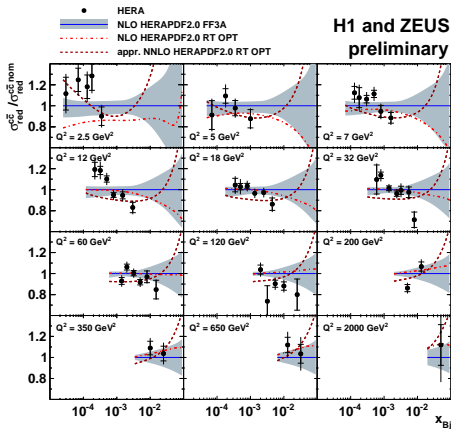 HERA
NLO HERAPDF2.0 FF3A
NLO HERAPDF2.0 RT OPT
appr. NNLO HERAPDF2.0 RT OPT
H1 and ZEUS
preliminary
σ_red^cc̄ / σ_red^cc̄ nom
1.2
1
0.8
Q² = 2.5 GeV²
Q² = 5 GeV²
Q² = 7 GeV²
1.2
1
0.8
Q² = 12 GeV²
Q² = 18 GeV²
Q² = 32 GeV²
1.2
1
0.8
Q² = 60 GeV²
Q² = 120 GeV²
Q² = 200 GeV²
1.2
1
0.8
Q² = 350 GeV²
Q² = 650 GeV²
Q² = 2000 GeV²
10⁻⁴ 10⁻³ 10⁻² 10⁻⁴ 10⁻³ 10⁻² 10⁻⁴ 10⁻³ 10⁻²
x_Bj